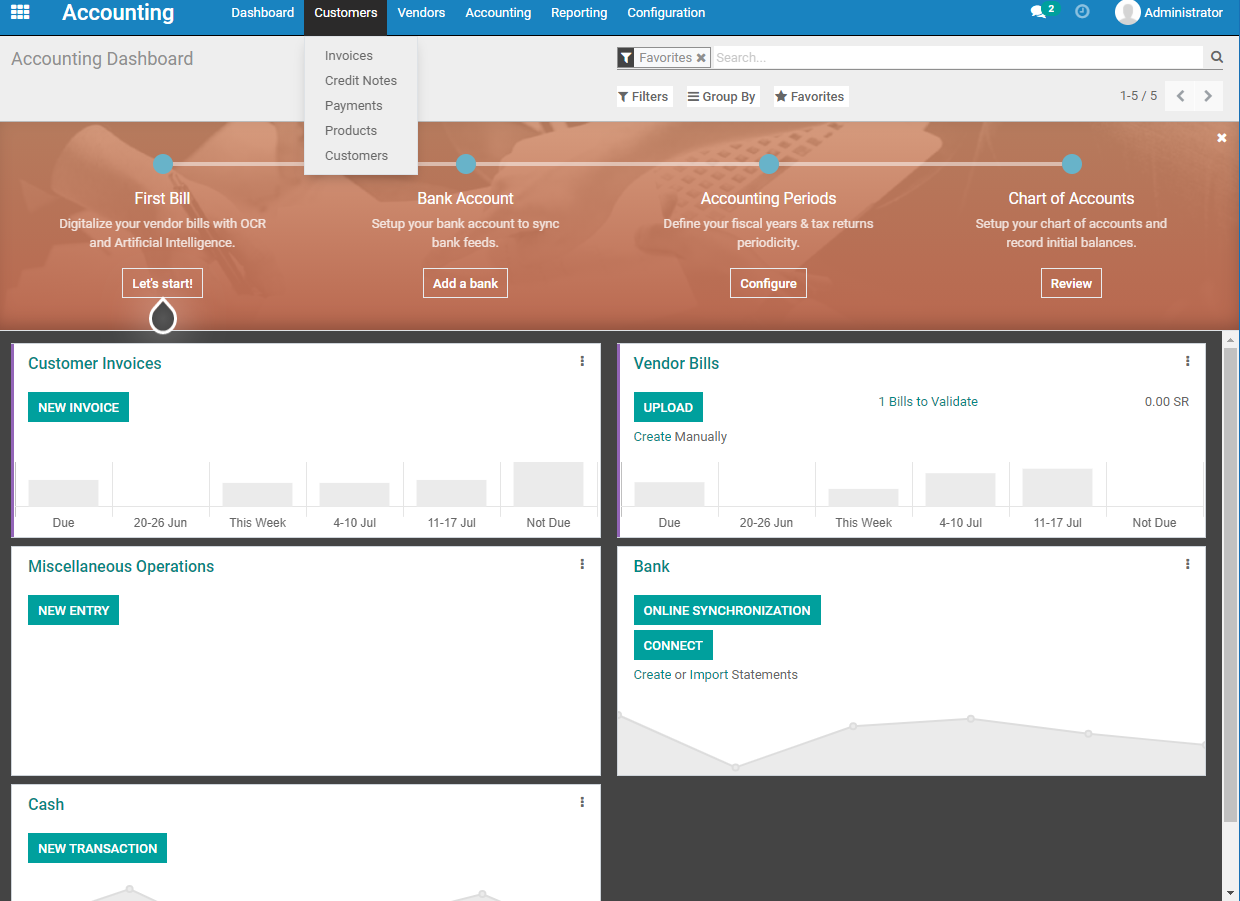 Accounting Dashboard Customers Vendors Accounting Reporting Configuration 2 Administrator
Accounting Dashboard
Favorites
Search...
Filters Group By Favorites 1-5 / 5
Invoices
Credit Notes
Payments
Products
Customers
First Bill
Digitalize your vendor bills with OCR
and Artificial Intelligence.
Let's start!
Bank Account
Setup your bank account to sync
bank feeds.
Add a bank
Accounting Periods
Define your fiscal years & tax returns
periodicity.
Configure
Chart of Accounts
Setup your chart of accounts and
record initial balances.
Review
Customer Invoices
NEW INVOICE
Due 20-26 Jun This Week 4-10 Jul 11-17 Jul Not Due
Vendor Bills
UPLOAD 1 Bills to Validate 0.00 SR
Create Manually
Due 20-26 Jun This Week 4-10 Jul 11-17 Jul Not Due
Miscellaneous Operations
NEW ENTRY
Bank
ONLINE SYNCHRONIZATION
CONNECT
Create or Import Statements
Cash
NEW TRANSACTION